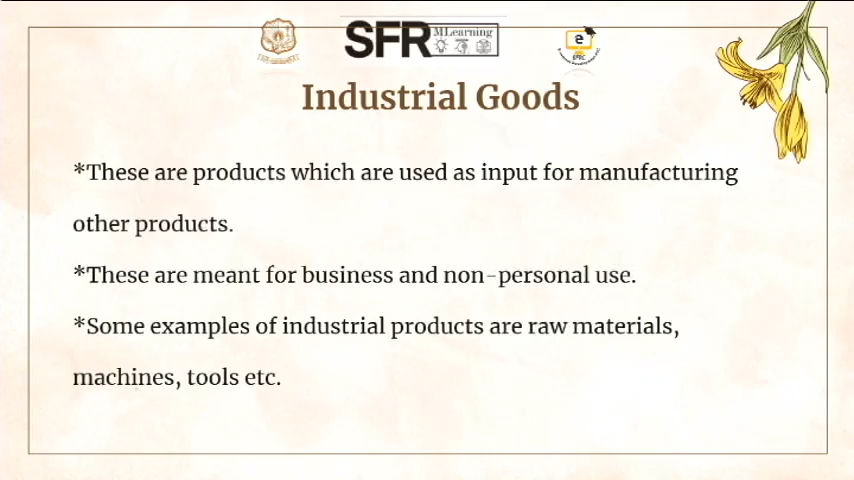 SFR MLearning
e
Industrial Goods
*These are products which are used as input for manufacturing
other products.
*These are meant for business and non-personal use.
*Some examples of industrial products are raw materials,
machines, tools etc.